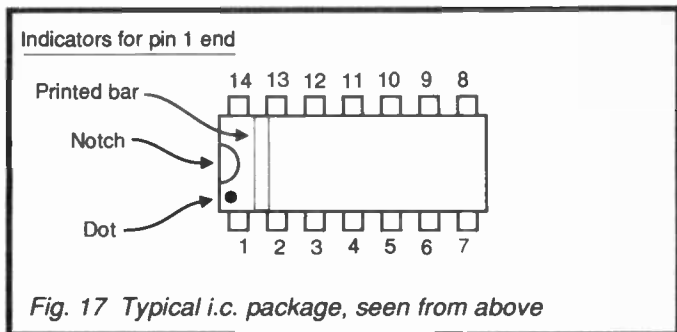 Indicators for pin 1 end
14 13 12 11 10 9 8
Printed bar
Notch
Dot
1 2 3 4 5 6 7
Fig. 17 Typical i.c. package, seen from above